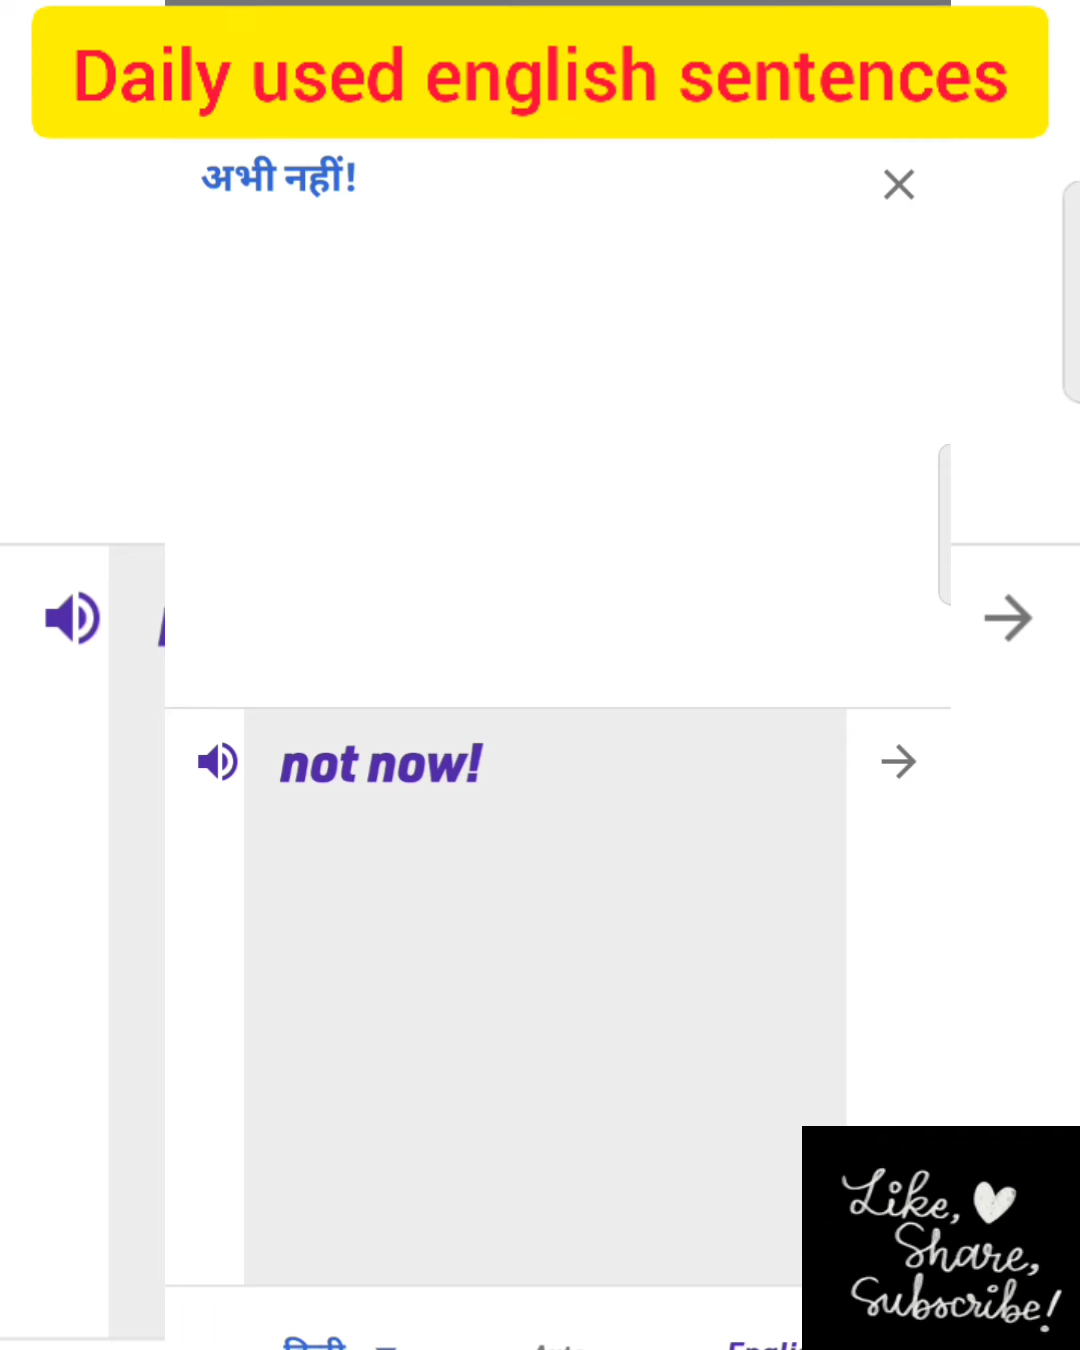 Daily used english sentences
अभी नहीं!
not now!
Like,
Share,
Subscribe!